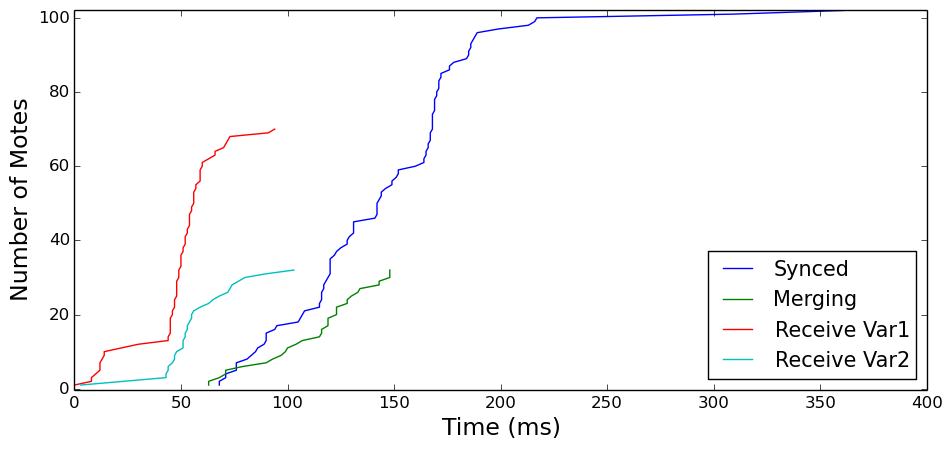 100
80
60
40
20
0
Number of Motes
0 50 100 150 200 250 300 350 400
Time (ms)
Synced
Merging
Receive Var1
Receive Var2